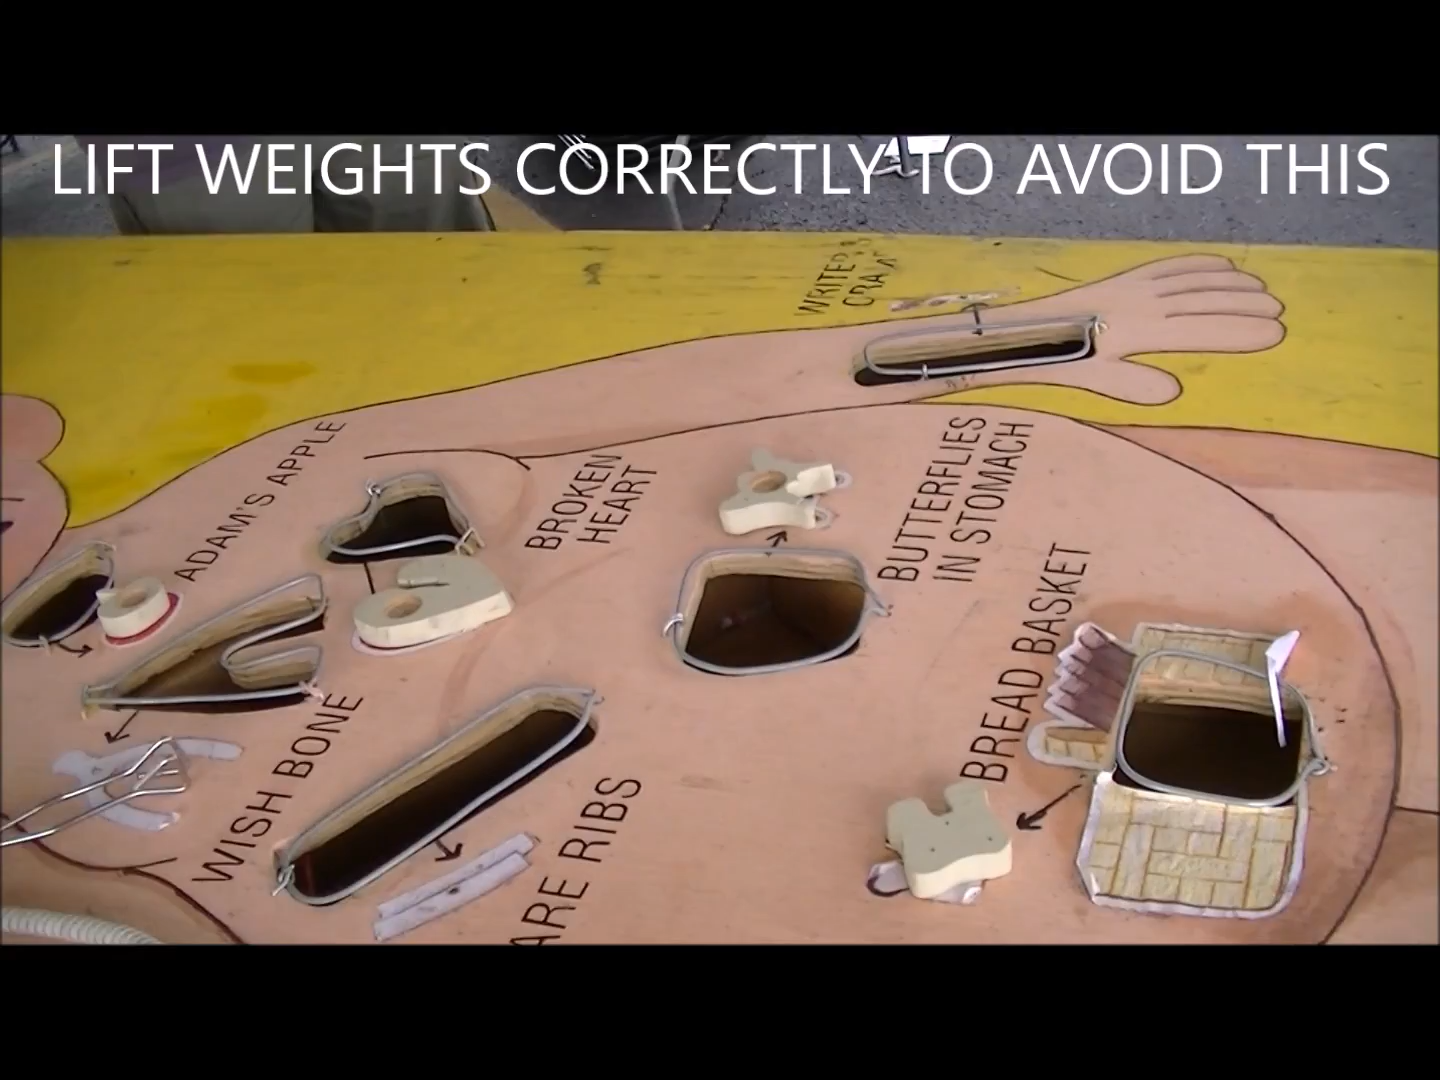 LIFT WEIGHTS CORRECTLY TO AVOID THIS
ADAM'S APPLE
BROKEN
HEART
BUTTERFLIES
IN STOMACH
BREAD BASKET
WISH BONE
ARE RIBS